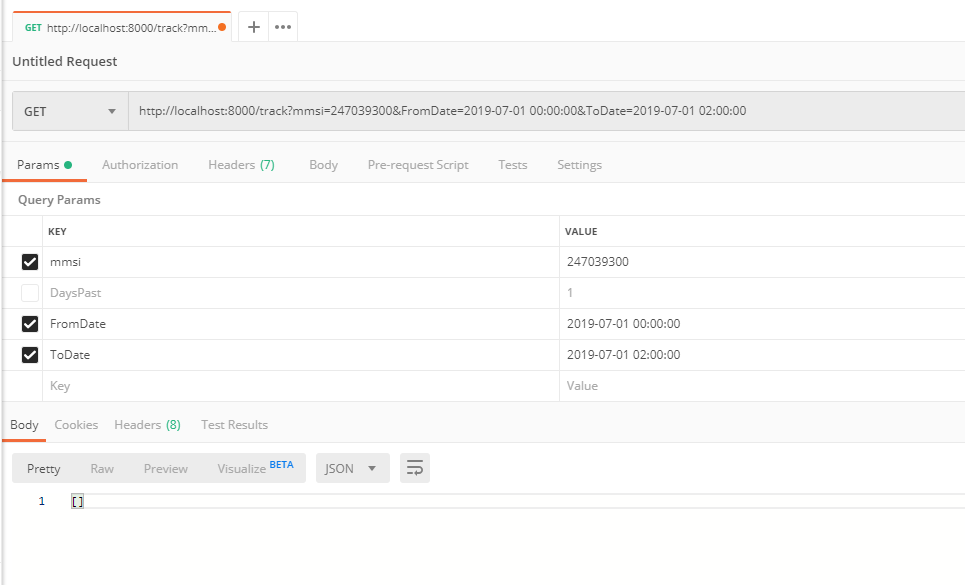 GET http://localhost:8000/track?mm...
Untitled Request
GET http://localhost:8000/track?mmsi=247039300&FromDate=2019-07-01 00:00:00&ToDate=2019-07-01 02:00:00
Params Authorization Headers (7) Body Pre-request Script Tests Settings
Query Params
KEY VALUE
mmsi 247039300
DaysPast 1
FromDate 2019-07-01 00:00:00
ToDate 2019-07-01 02:00:00
Key Value
Body Cookies Headers (8) Test Results
Pretty Raw Preview Visualize BETA JSON
1 []